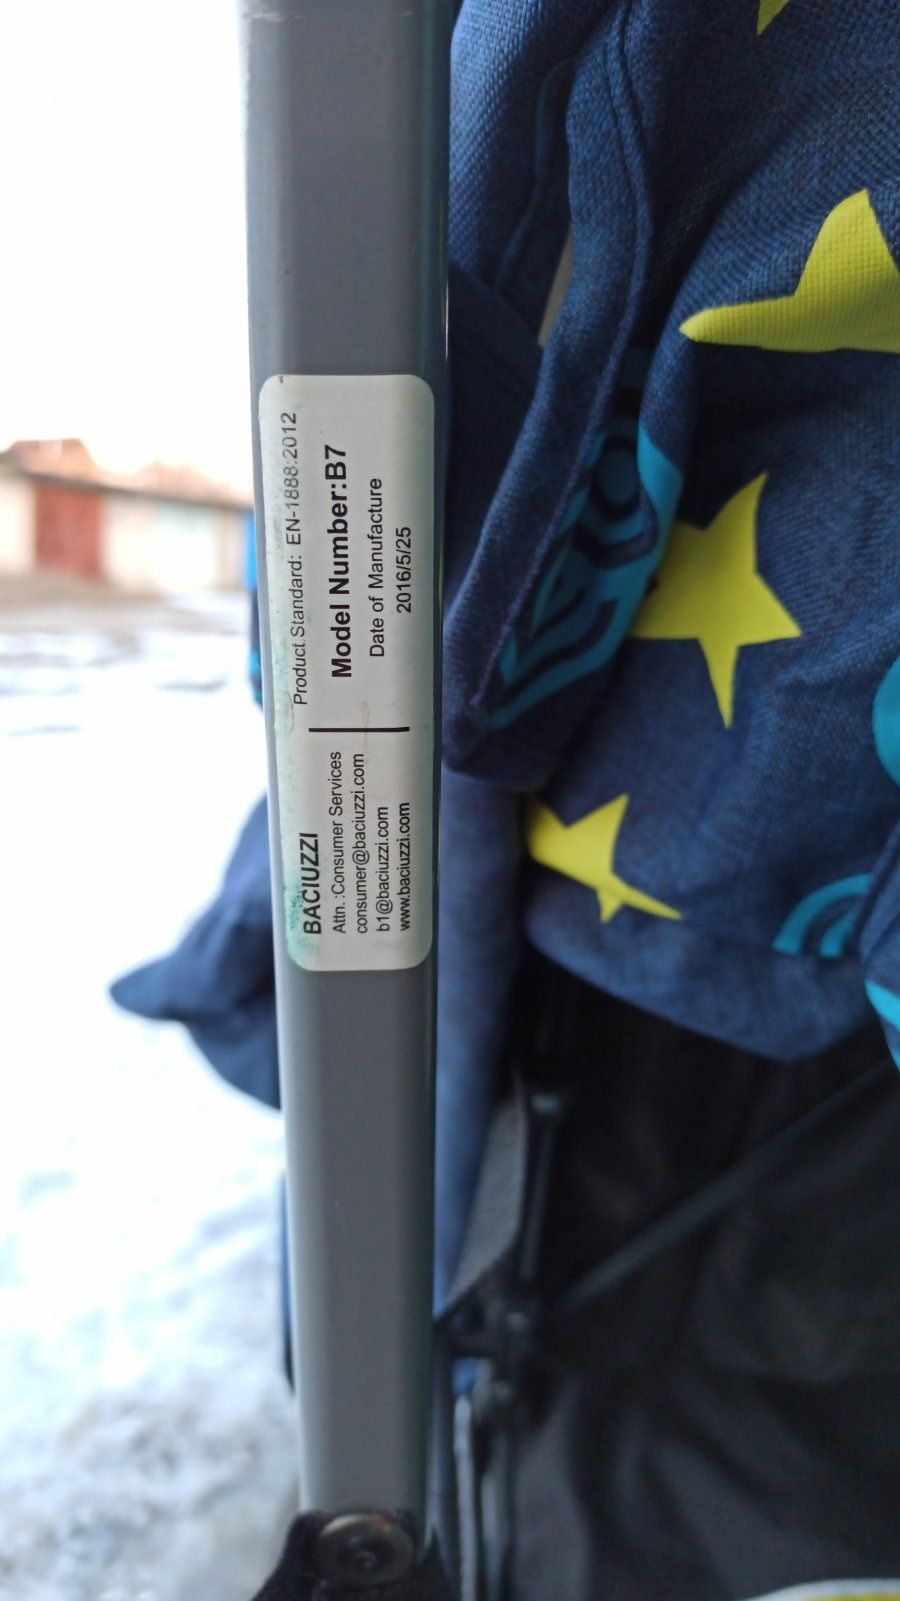 BACIUZZI
Attn.:Consumer Services
consumer@baciuzzi.com
b1@baciuzzi.com
www.baciuzzi.com
Product Standard: EN-1888:2012
Model Number:B7
Date of Manufacture
2016/5/25